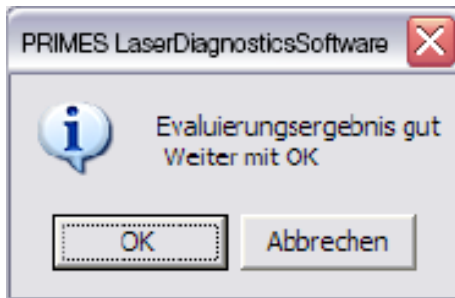 PRIMES LaserDiagnosticsSoftware
Evaluierungsergebnis gut
Weiter mit OK
OK
Abbrechen